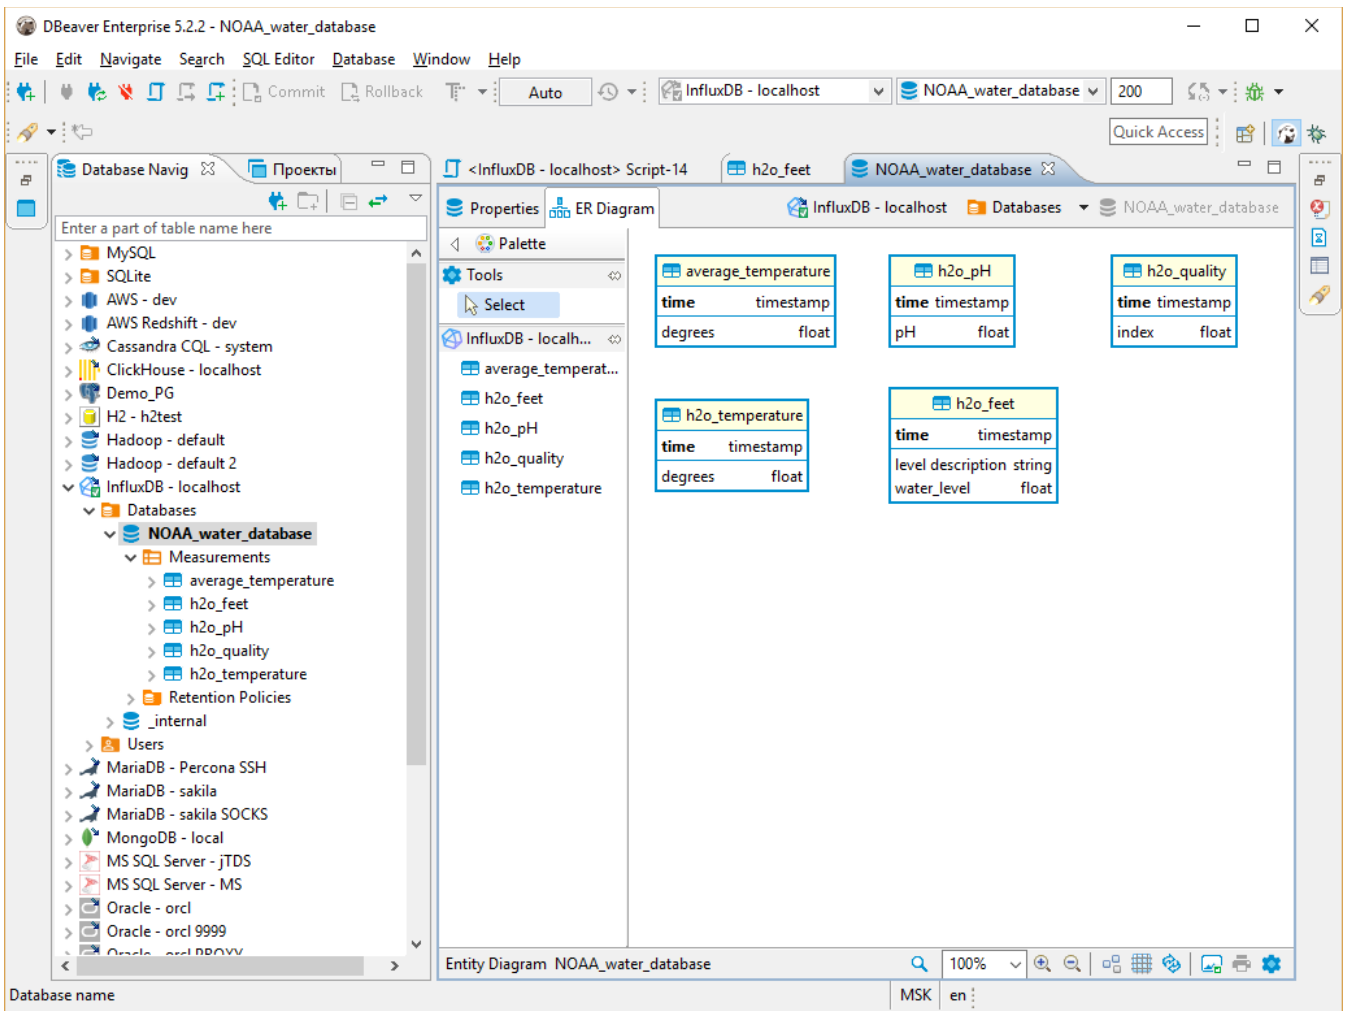 DBeaver Enterprise 5.2.2 - NOAA_water_database
File Edit Navigate Search SQL Editor Database Window Help
Commit Rollback Auto InfluxDB - localhost NOAA_water_database 200
Quick Access
Database Navig Проекты
<InfluxDB - localhost> Script-14 h2o_feet NOAA_water_database
Properties ER Diagram InfluxDB - localhost Databases NOAA_water_database
Enter a part of table name here
MySQL
SQLite
AWS - dev
AWS Redshift - dev
Cassandra CQL - system
ClickHouse - localhost
Demo_PG
H2 - h2test
Hadoop - default
Hadoop - default 2
InfluxDB - localhost
Databases
NOAA_water_database
Measurements
average_temperature
h2o_feet
h2o_pH
h2o_quality
h2o_temperature
Retention Policies
_internal
Users
MariaDB - Percona SSH
MariaDB - sakila
MariaDB - sakila SOCKS
MongoDB - local
MS SQL Server - jTDS
MS SQL Server - MS
Oracle - orcl
Oracle - orcl 9999
Oracle - orcl PROXY
Palette
Tools
Select
InfluxDB - localh...
average_temperat...
h2o_feet
h2o_pH
h2o_quality
h2o_temperature
average_temperature
time timestamp
degrees float
h2o_pH
time timestamp
pH float
h2o_quality
time timestamp
index float
h2o_temperature
time timestamp
degrees float
h2o_feet
time timestamp
level description string
water_level float
Entity Diagram NOAA_water_database 100%
Database name MSK en